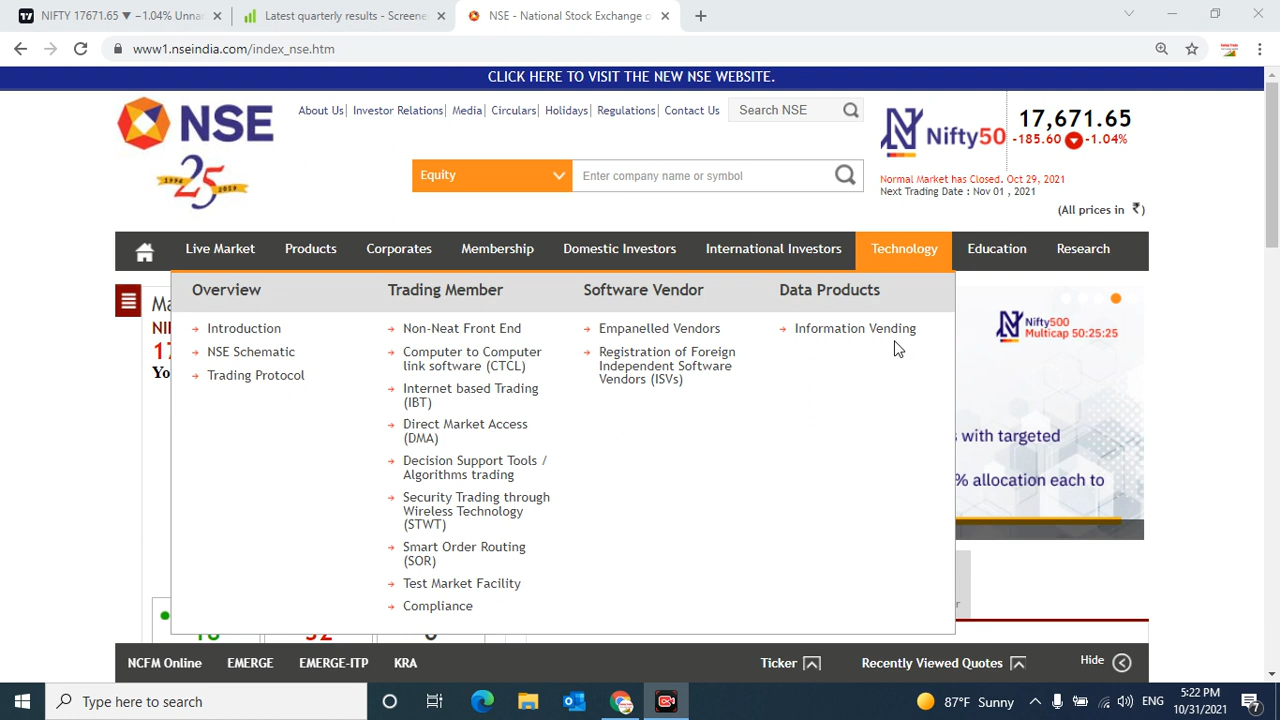 NIFTY 17671.65 ▼ −1.04% Unnar
Latest quarterly results - Screene
NSE - National Stock Exchange o
www1.nseindia.com/index_nse.htm
CLICK HERE TO VISIT THE NEW NSE WEBSITE.
NSE
1994 25 2019
About Us| Investor Relations| Media| Circulars| Holidays| Regulations| Contact Us
Search NSE
Equity
Enter company name or symbol
Nifty50
17,671.65
-185.60 -1.04%
Normal Market has Closed. Oct 29, 2021
Next Trading Date : Nov 01 , 2021
(All prices in ₹)
Live Market Products Corporates Membership Domestic Investors International Investors Technology Education Research
Ma
NI
17
Yo
Overview
Introduction
NSE Schematic
Trading Protocol
Trading Member
Non-Neat Front End
Computer to Computer
link software (CTCL)
Internet based Trading
(IBT)
Direct Market Access
(DMA)
Decision Support Tools /
Algorithms trading
Security Trading through
Wireless Technology
(STWT)
Smart Order Routing
(SOR)
Test Market Facility
Compliance
Software Vendor
Empanelled Vendors
Registration of Foreign
Independent Software
Vendors (ISVs)
Data Products
Information Vending
Nifty500
Multicap 50:25:25
s with targeted
% allocation each to
NCFM Online EMERGE EMERGE-ITP KRA Ticker Recently Viewed Quotes Hide
Type here to search
87°F Sunny
ENG
5:22 PM
10/31/2021
7